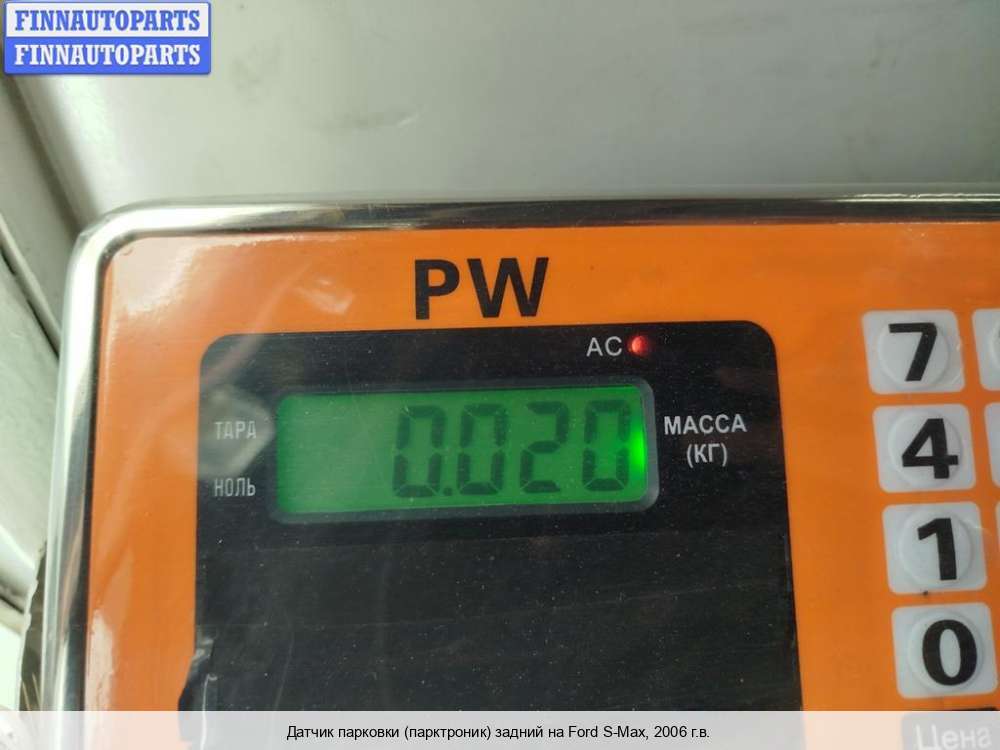 FINNAUTOPARTS
FINNAUTOPARTS
PW
AC
7
ТАРА
0.020
МАССА
(КГ)
4
НОЛЬ
1
0
Цена
Датчик парковки (парктроник) задний на Ford S-Max, 2006 г.в.